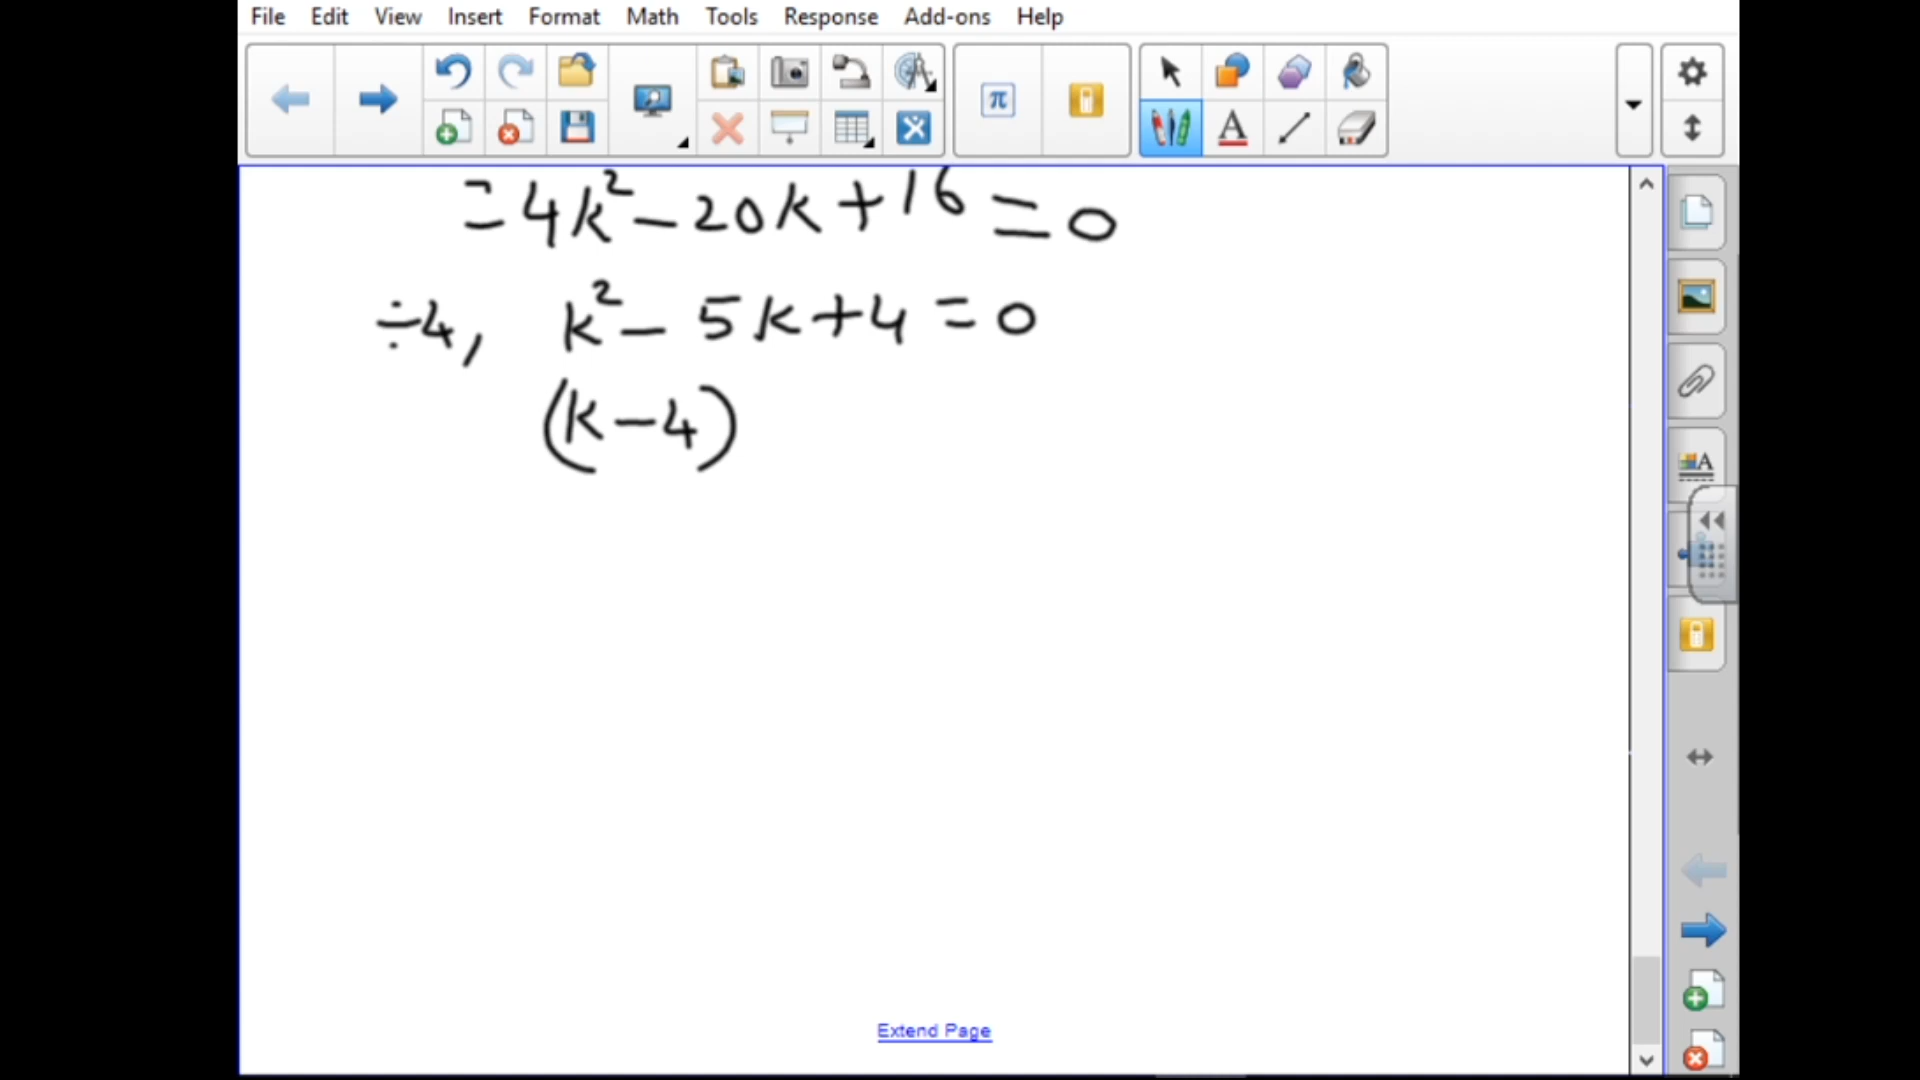 File Edit View Insert Format Math Tools Response Add-ons Help
π A
= 4k² - 20k + 16 = 0
÷4, k² - 5k + 4 = 0
(k - 4)
A
Extend Page